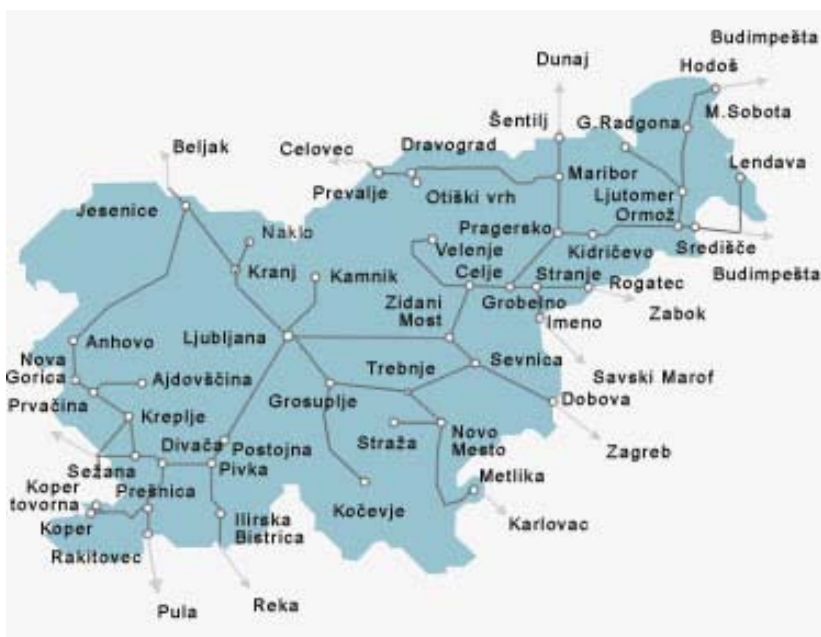 Budimpešta
Dunaj
Hodoš
Šentilj
G.Radgona
M.Sobota
Beljak
Celovec
Dravograd
Lendava
Prevalje
Otiški vrh
Maribor
Ljutomer
Jesenice
Ormož
Naklo
Pragersko
Velenje
Kidričevo
Središče
Kranj
Kamnik
Celje
Stranje
Budimpešta
Rogatec
Grobelno
Zidani
Most
Zabok
Imeno
Anhovo
Ljubljana
Nova
Gorica
Trebnje
Sevnica
Savski Marof
Ajdovščina
Prvačina
Grosuplje
Dobova
Kreplje
Straža
Novo
Mesto
Zagreb
Divača
Postojna
Sežana
Pivka
Metlika
Koper
tovorna
Prešnica
Kočevje
Koper
Ilirska
Bistrica
Karlovac
Rakitovec
Pula
Reka